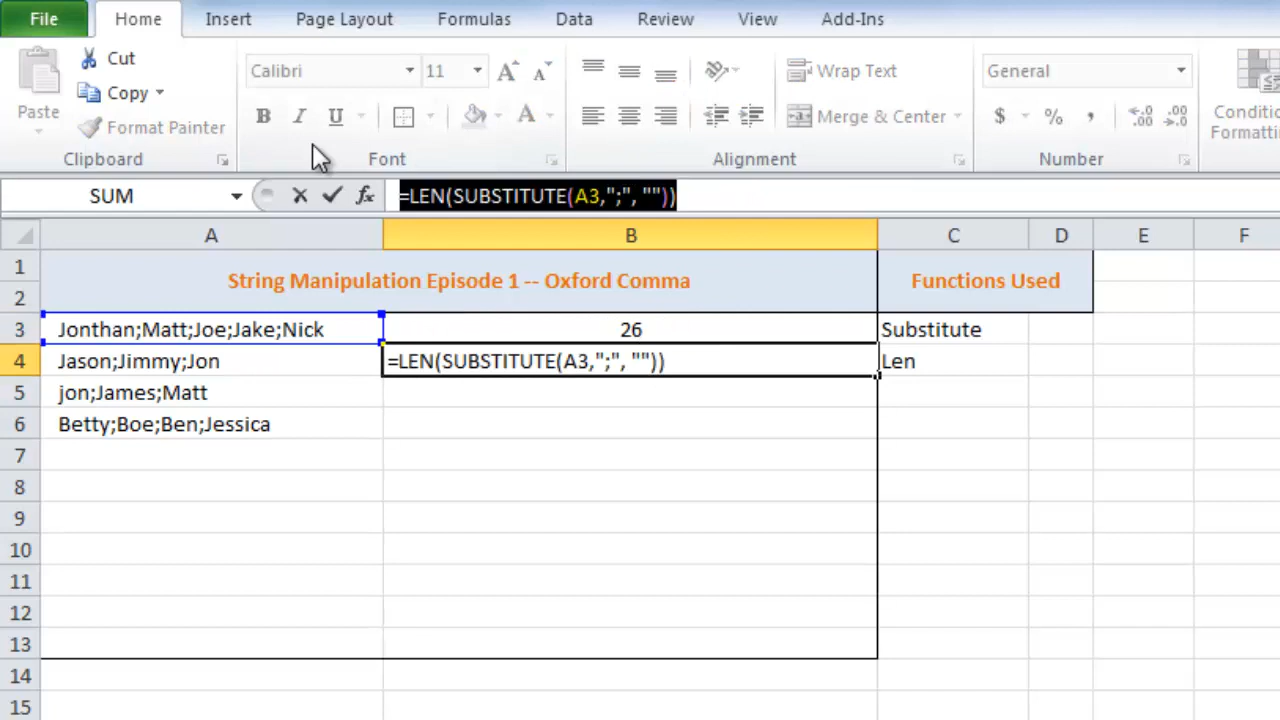 File Home Insert Page Layout Formulas Data Review View Add-Ins
Cut
Copy
Format Painter
Paste
Clipboard
Calibri 11
B I U A
Font
Wrap Text
Merge & Center
Alignment
General
$ % ,
Number
Conditio
Formatting
SUM fx =LEN(SUBSTITUTE(A3,";", ""))
A B C D E F
1
2
String Manipulation Episode 1 -- Oxford Comma Functions Used
3 Jonthan;Matt;Joe;Jake;Nick 26 Substitute
4 Jason;Jimmy;Jon =LEN(SUBSTITUTE(A3,";", "")) Len
5 jon;James;Matt
6 Betty;Boe;Ben;Jessica
7
8
9
10
11
12
13
14
15